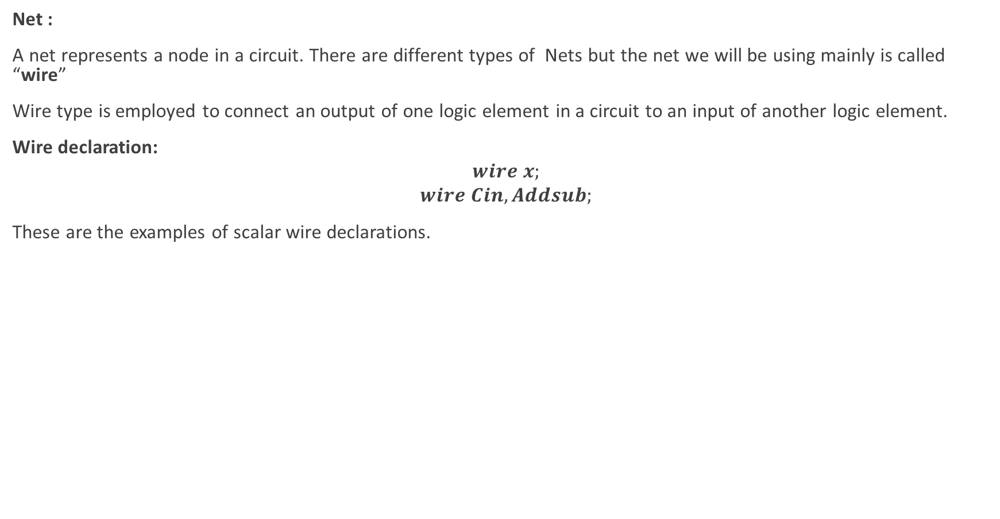 Net :
A net represents a node in a circuit. There are different types of  Nets but the net we will be using mainly is called
“wire”
Wire type is employed to connect an output of one logic element in a circuit to an input of another logic element.
Wire declaration:
wire x;
wire Cin, Addsub;
These are the examples of scalar wire declarations.